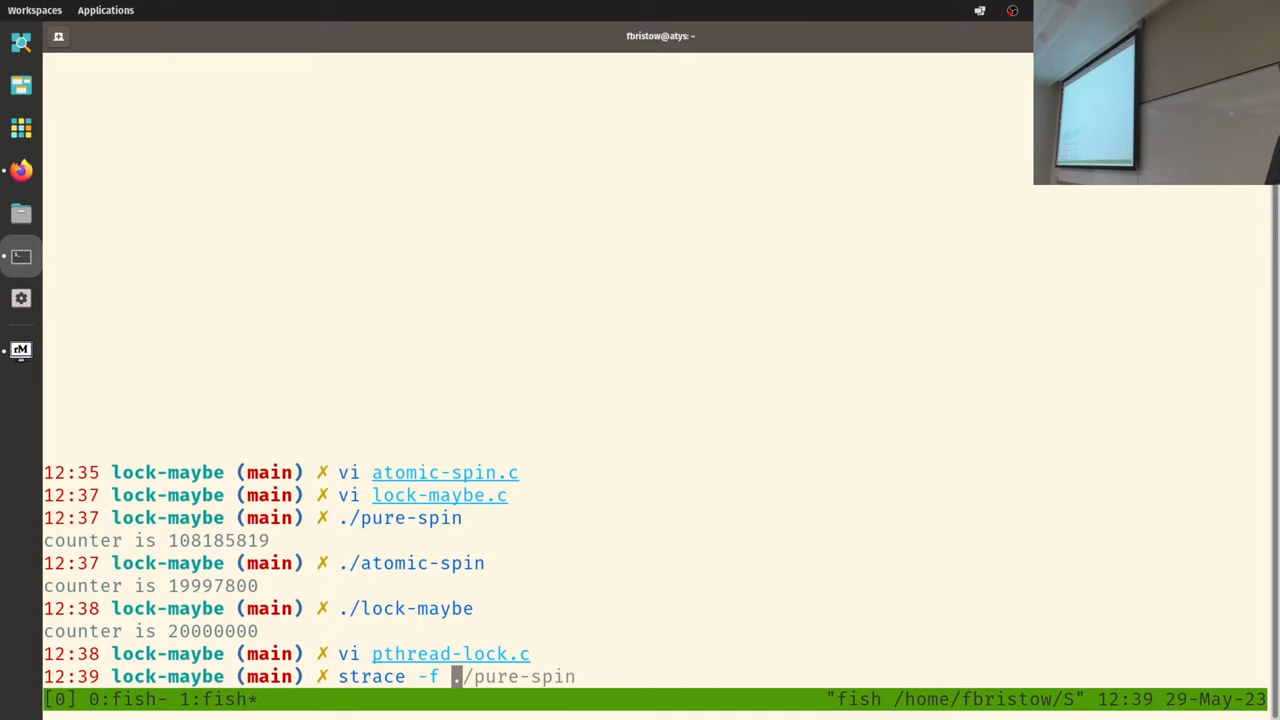 Workspaces Applications
fbristow@atys: ~
12:35 lock-maybe (main) ✗ vi atomic-spin.c
12:37 lock-maybe (main) ✗ vi lock-maybe.c
12:37 lock-maybe (main) ✗ ./pure-spin
counter is 108185819
12:37 lock-maybe (main) ✗ ./atomic-spin
counter is 19997800
12:38 lock-maybe (main) ✗ ./lock-maybe
counter is 20000000
12:38 lock-maybe (main) ✗ vi pthread-lock.c
12:39 lock-maybe (main) ✗ strace -f ./pure-spin
[0] 0:fish- 1:fish* "fish /home/fbristow/S" 12:39 29-May-23
rM